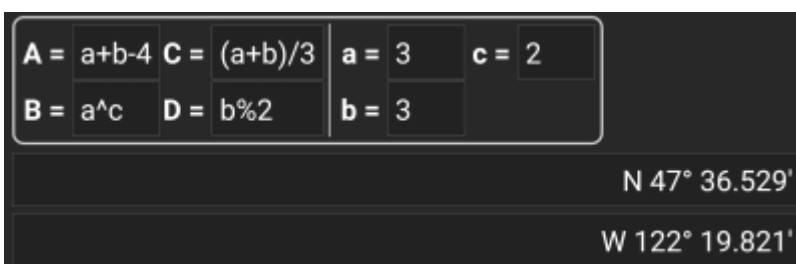 A = a+b-4 C = (a+b)/3 a = 3 c = 2
B = a^c D = b%2 b = 3
N 47° 36.529'
W 122° 19.821'